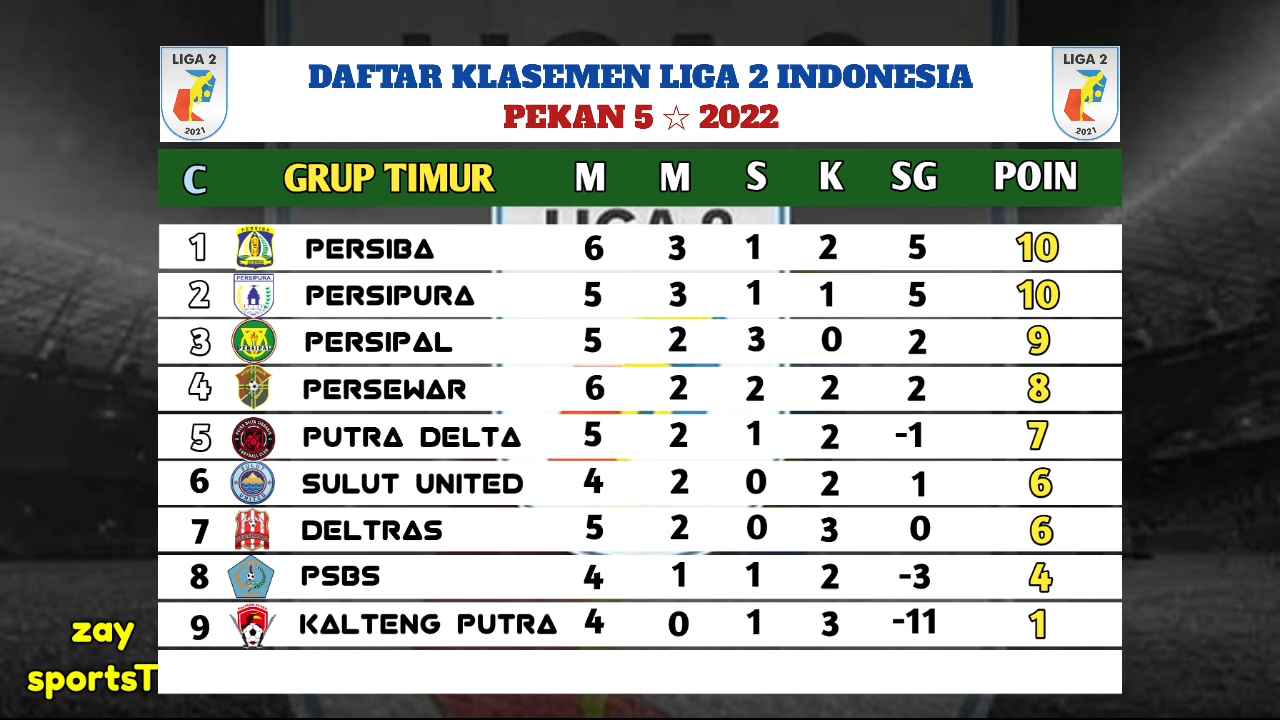 LIGA 2
2021
DAFTAR KLASEMEN LIGA 2 INDONESIA
PEKAN 5 ☆ 2022
LIGA 2
2021
C GRUP TIMUR M M S K SG POIN
LIGA 2
1 PERSIBA 6 3 1 2 5 10
2 PERSIPURA 5 3 1 1 5 10
3 PERSIPAL 5 2 3 0 2 9
4 PERSEWAR 6 2 2 2 2 8
5 PUTRA DELTA 5 2 1 2 -1 7
6 SULUT UNITED 4 2 0 2 1 6
7 DELTRAS 5 2 0 3 0 6
8 PSBS 4 1 1 2 -3 4
9 KALTENG PUTRA 4 0 1 3 -11 1
zay
sportsT